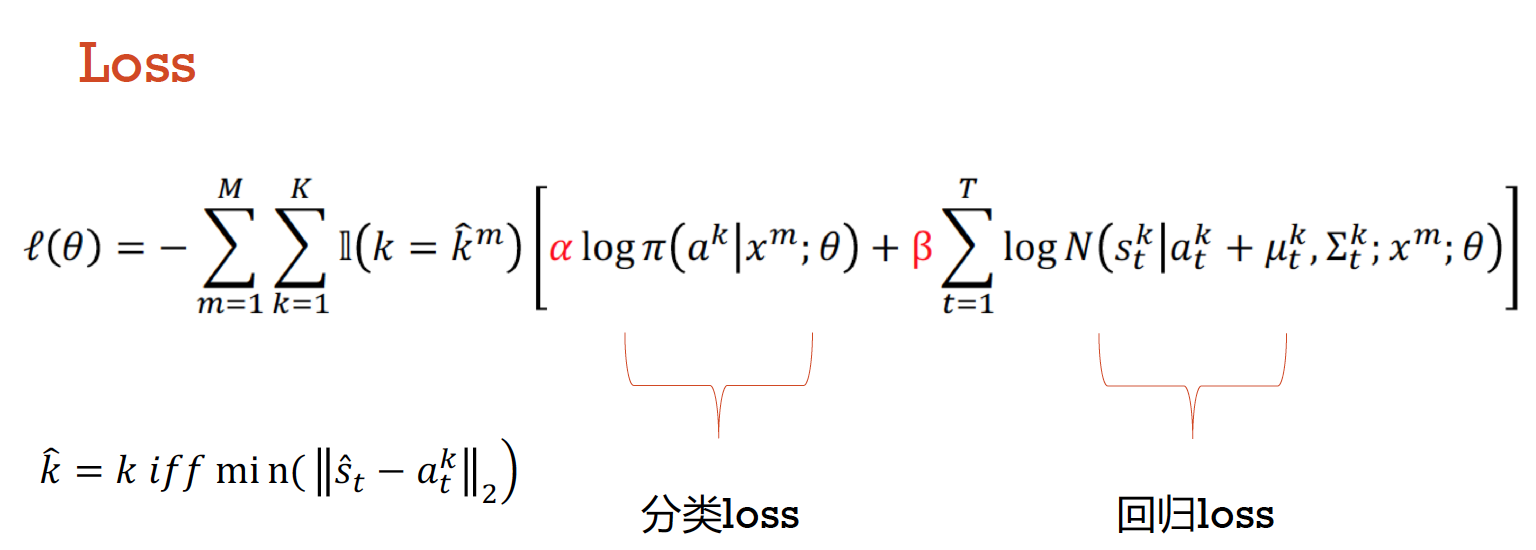 Loss
ℓ(θ) = − ∑_{m=1}^{M} ∑_{k=1}^{K} 𝟙(k = k̂^m) [ α log π(a^k|x^m; θ) + β ∑_{t=1}^{T} log N(s_t^k|a_t^k + μ_t^k, Σ_t^k; x^m; θ) ]
k̂ = k iff min( ‖ŝ_t − a_t^k‖_2 )
分类loss
回归loss